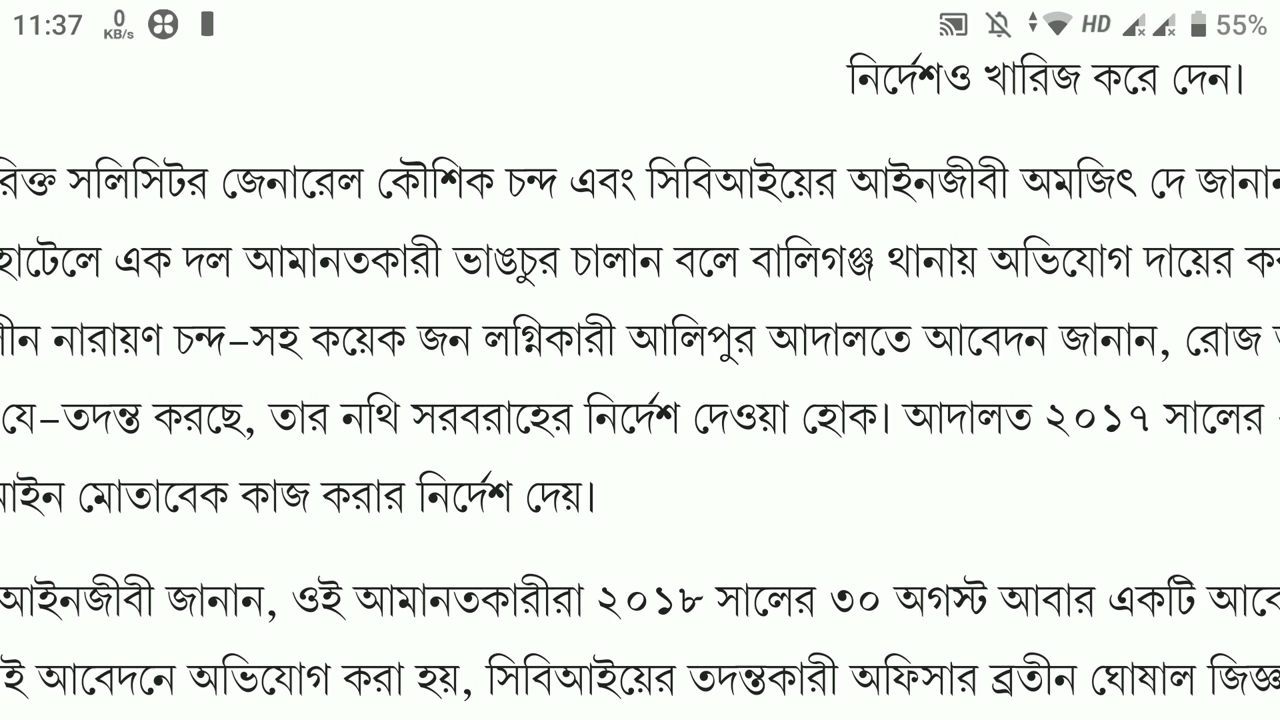 11:37 0 KB/s HD 55%
নির্দেশও খারিজ করে দেন।
সলিসিটর জেনারেল কৌশিক চন্দ এবং সিবিআইয়ের আইনজীবী অমজিৎ দে
এক দল আমানতকারী ভাঙচুর চালান বলে বালিগঞ্জ থানায় অভিযোগ দায়ের
নারায়ণ চন্দ-সহ কয়েক জন লগ্নিকারী আলিপুর আদালতে আবেদন জানান, রোজ
যে-তদন্ত করছে, তার নথি সরবরাহের নির্দেশ দেওয়া হোক। আদালত ২০১৭ সালের
মোতাবেক কাজ করার নির্দেশ দেয়।
আইনজীবী জানান, ওই আমানতকারীরা ২০১৮ সালের ৩০ অগস্ট আবার একটি
ই আবেদনে অভিযোগ করা হয়, সিবিআইয়ের তদন্তকারী অফিসার ব্রতীন ঘোষাল